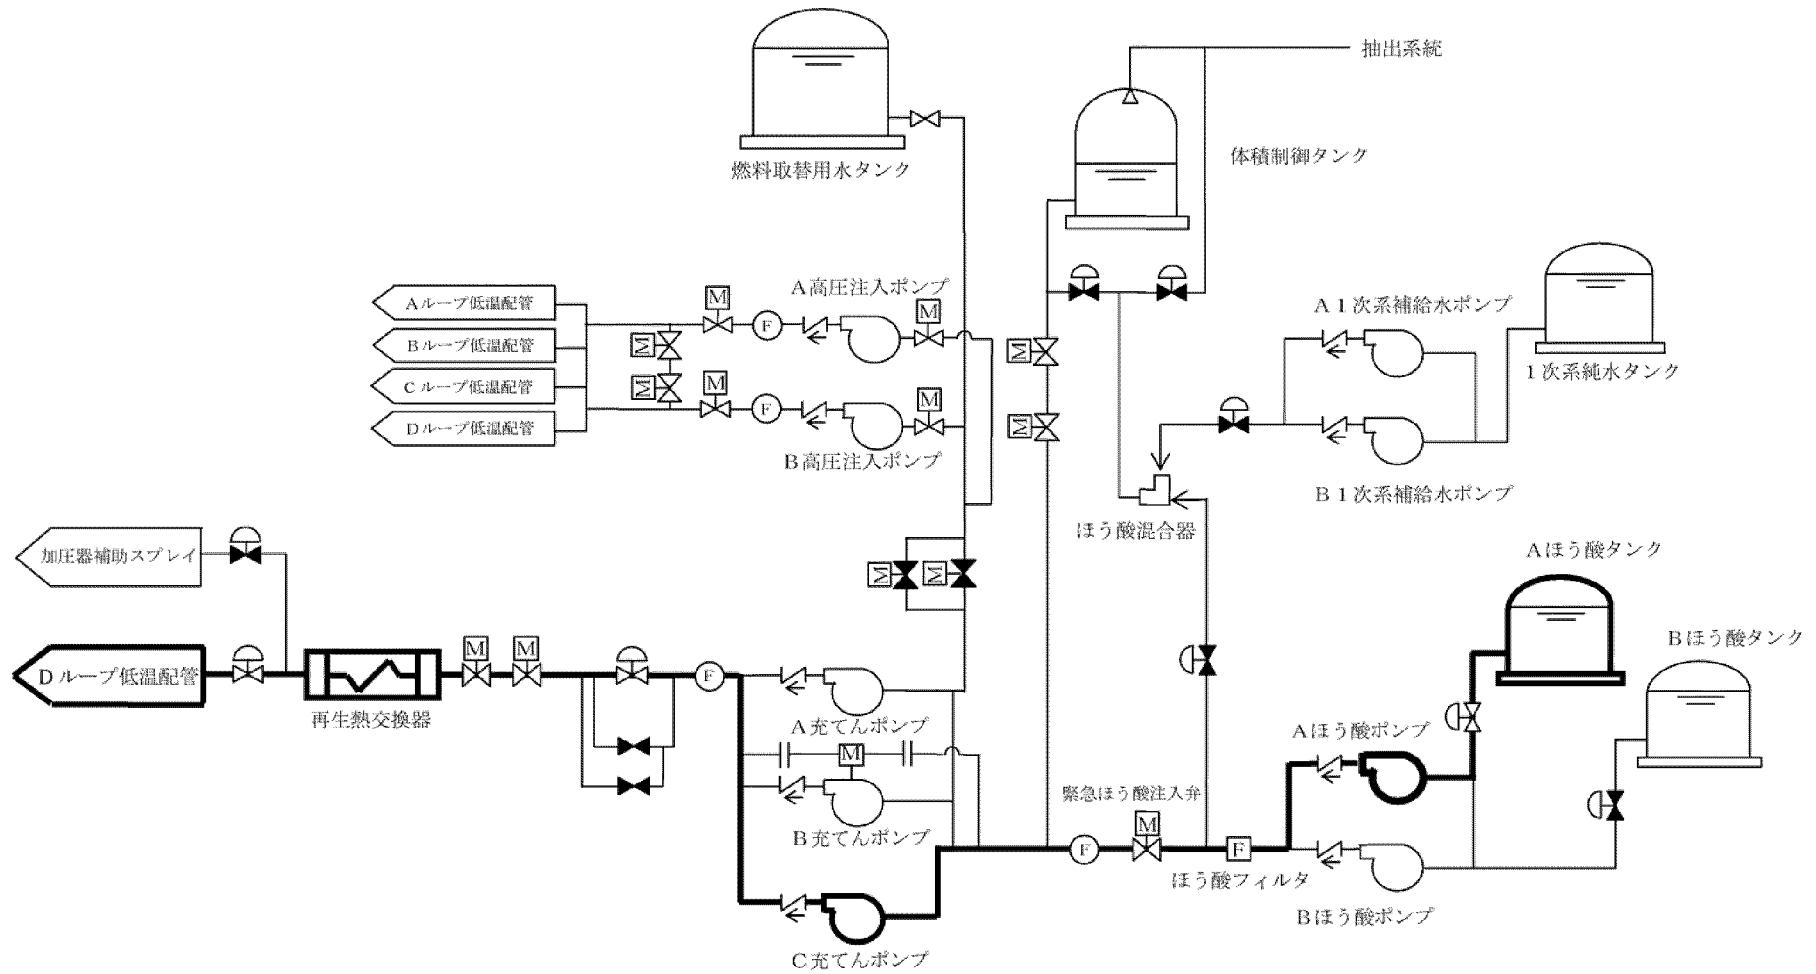 抽出系統
体積制御タンク
燃料取替用水タンク
A高圧注入ポンプ
M
M
Aループ低温配管
F
A1次系補給水ポンプ
M
Bループ低温配管
M
1次系純水タンク
M
Cループ低温配管
M
M
F
M
Dループ低温配管
B高圧注入ポンプ
B1次系補給水ポンプ
ほう酸混合器
加圧器補助スプレイ
Aほう酸タンク
M
M
Bほう酸タンク
M
M
Dループ低温配管
F
再生熱交換器
A充てんポンプ
Aほう酸ポンプ
M
緊急ほう酸注入弁
B充てんポンプ
M
F
F
ほう酸フィルタ
Bほう酸ポンプ
C充てんポンプ